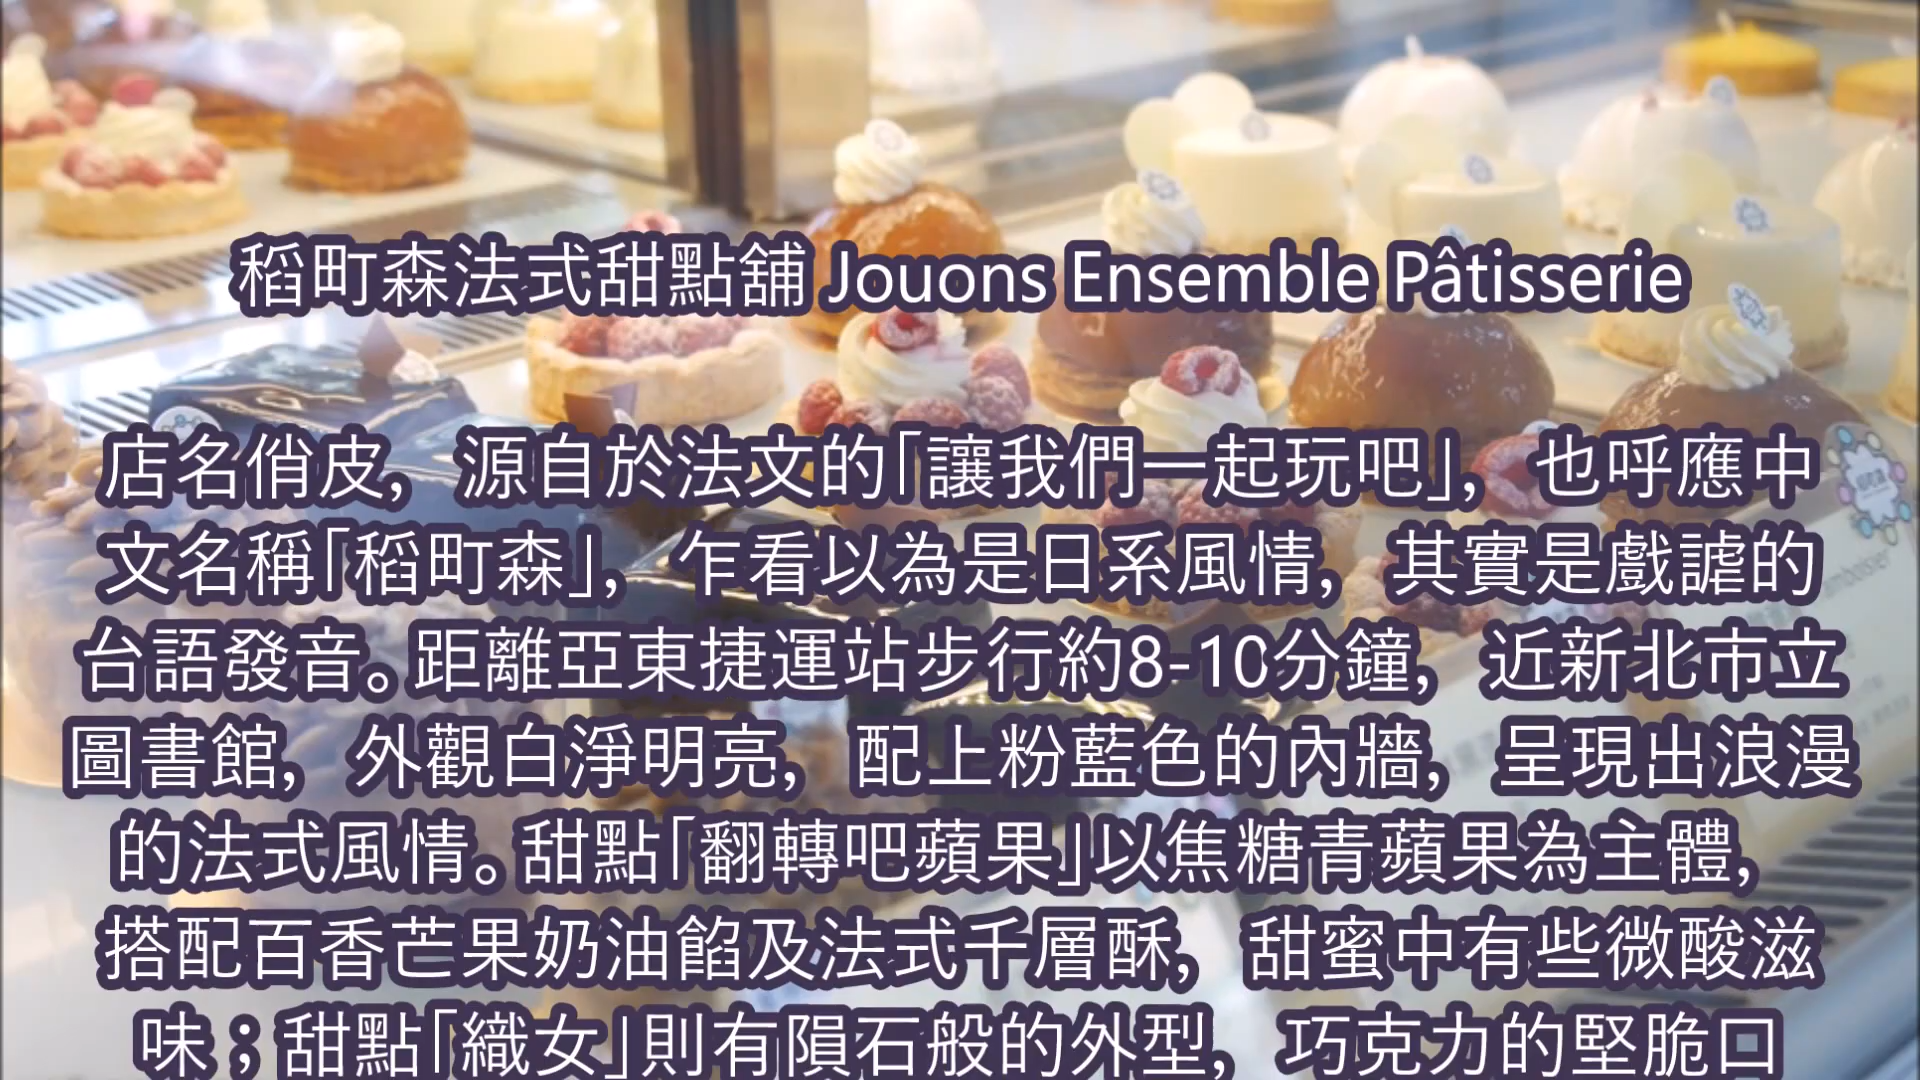 稻町森法式甜點舖 Jouons Ensemble Pâtisserie
店名俏皮，源自於法文的「讓我們一起玩吧」，也呼應中
文名稱「稻町森」，乍看以為是日系風情，其實是戲謔的
台語發音。距離亞東捷運站步行約8-10分鐘，近新北市立
圖書館，外觀白淨明亮，配上粉藍色的內牆，呈現出浪漫
的法式風情。甜點「翻轉吧蘋果」以焦糖青蘋果為主體，
搭配百香芒果奶油餡及法式千層酥，甜蜜中有些微酸滋
味；甜點「織女」則有隕石般的外型，巧克力的堅脆口